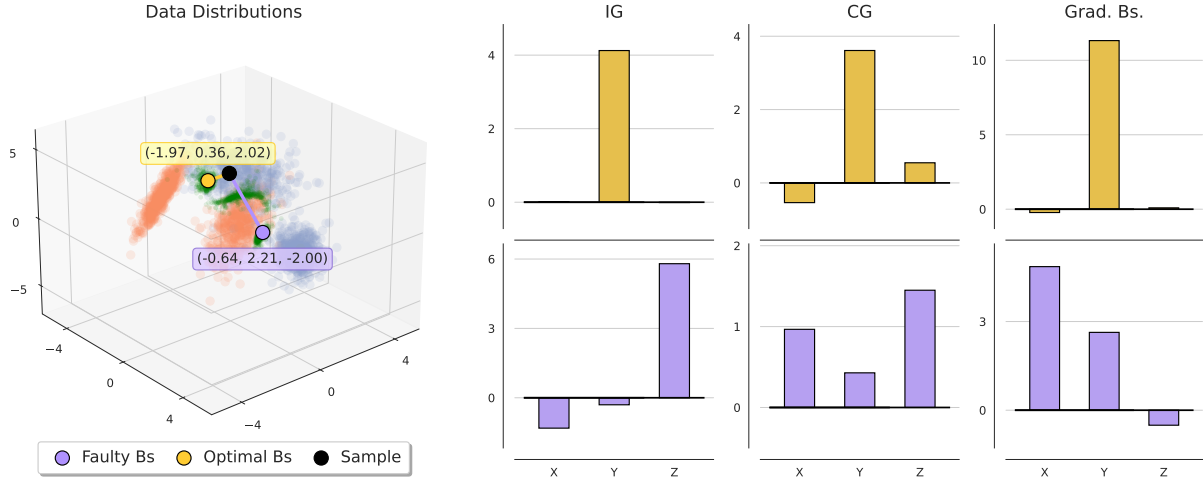 Data Distributions
IG
CG
Grad. Bs.
5
0
−5
−4
0
4
−4
0
4
(-1.97, 0.36, 2.02)
(-0.64, 2.21, -2.00)
Faulty Bs
Optimal Bs
Sample
4
2
0
4
2
0
10
5
0
6
3
0
2
1
0
3
0
X
Y
Z
X
Y
Z
X
Y
Z